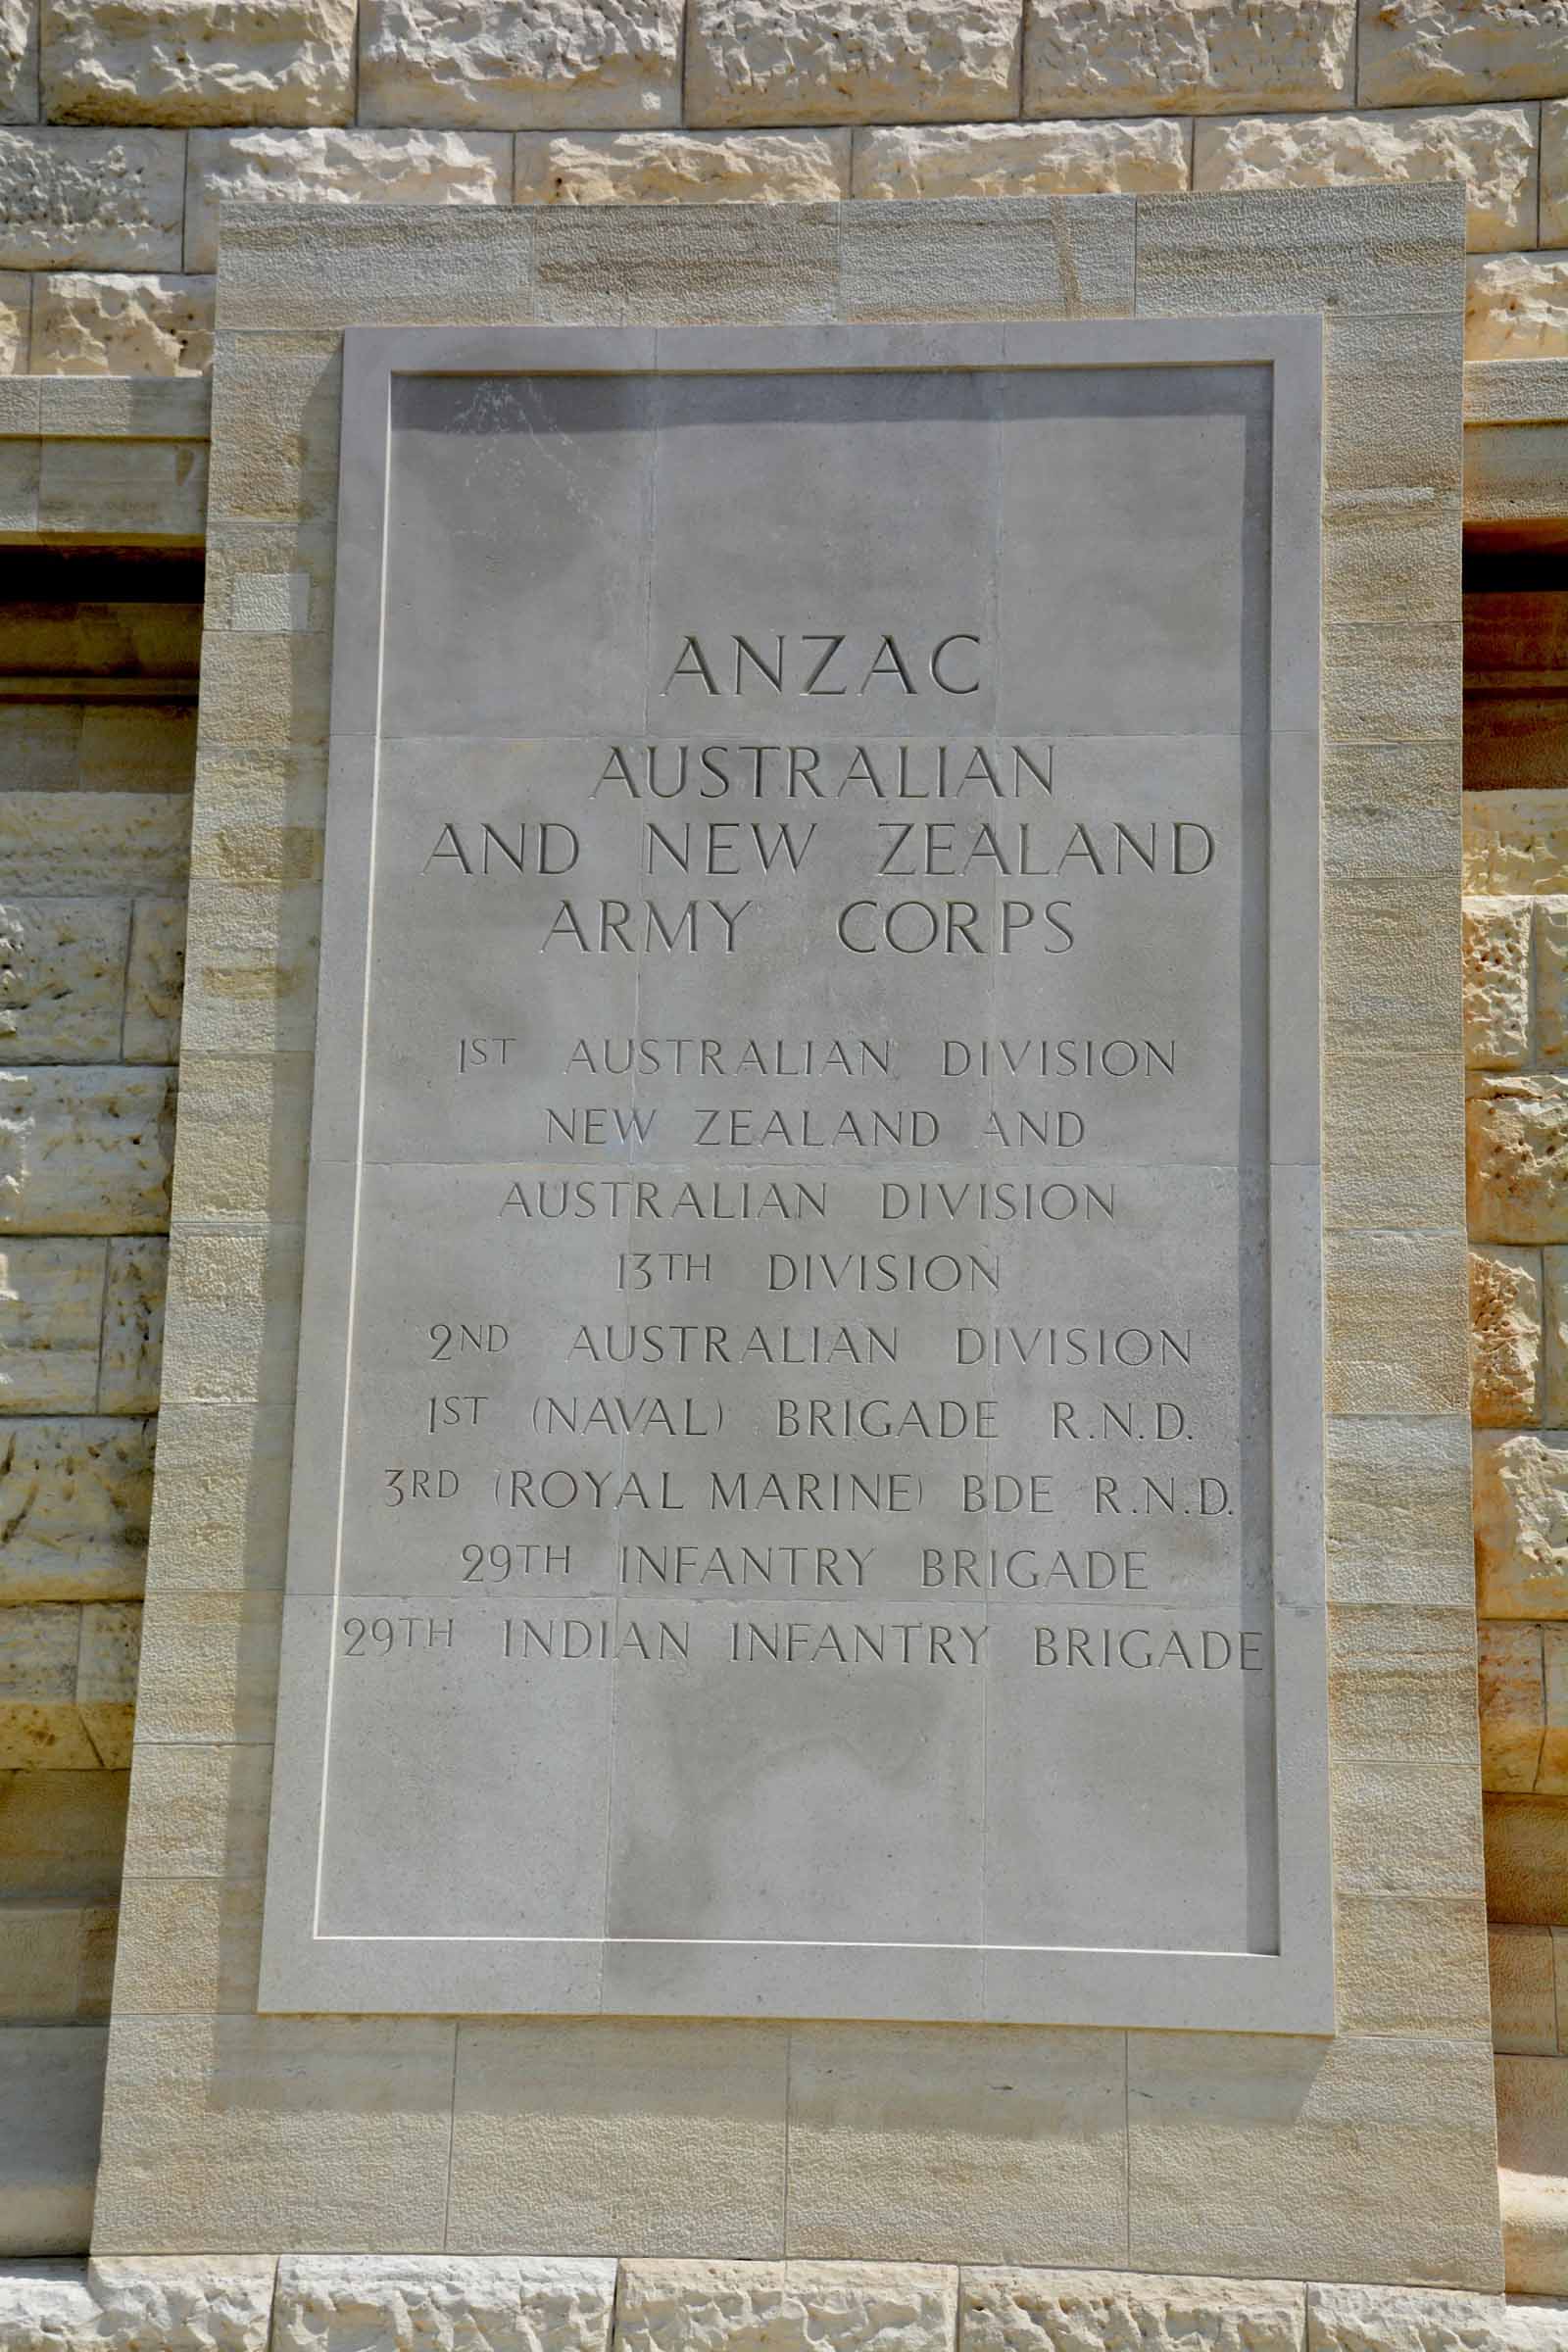 ANZAC
AUSTRALIAN
AND NEW ZEALAND
ARMY CORPS
1ST AUSTRALIAN DIVISION
NEW ZEALAND AND
AUSTRALIAN DIVISION
13TH DIVISION
2ND AUSTRALIAN DIVISION
1ST (NAVAL) BRIGADE R.N.D.
3RD (ROYAL MARINE) BDE R.N.D.
29TH INFANTRY BRIGADE
29TH INDIAN INFANTRY BRIGADE